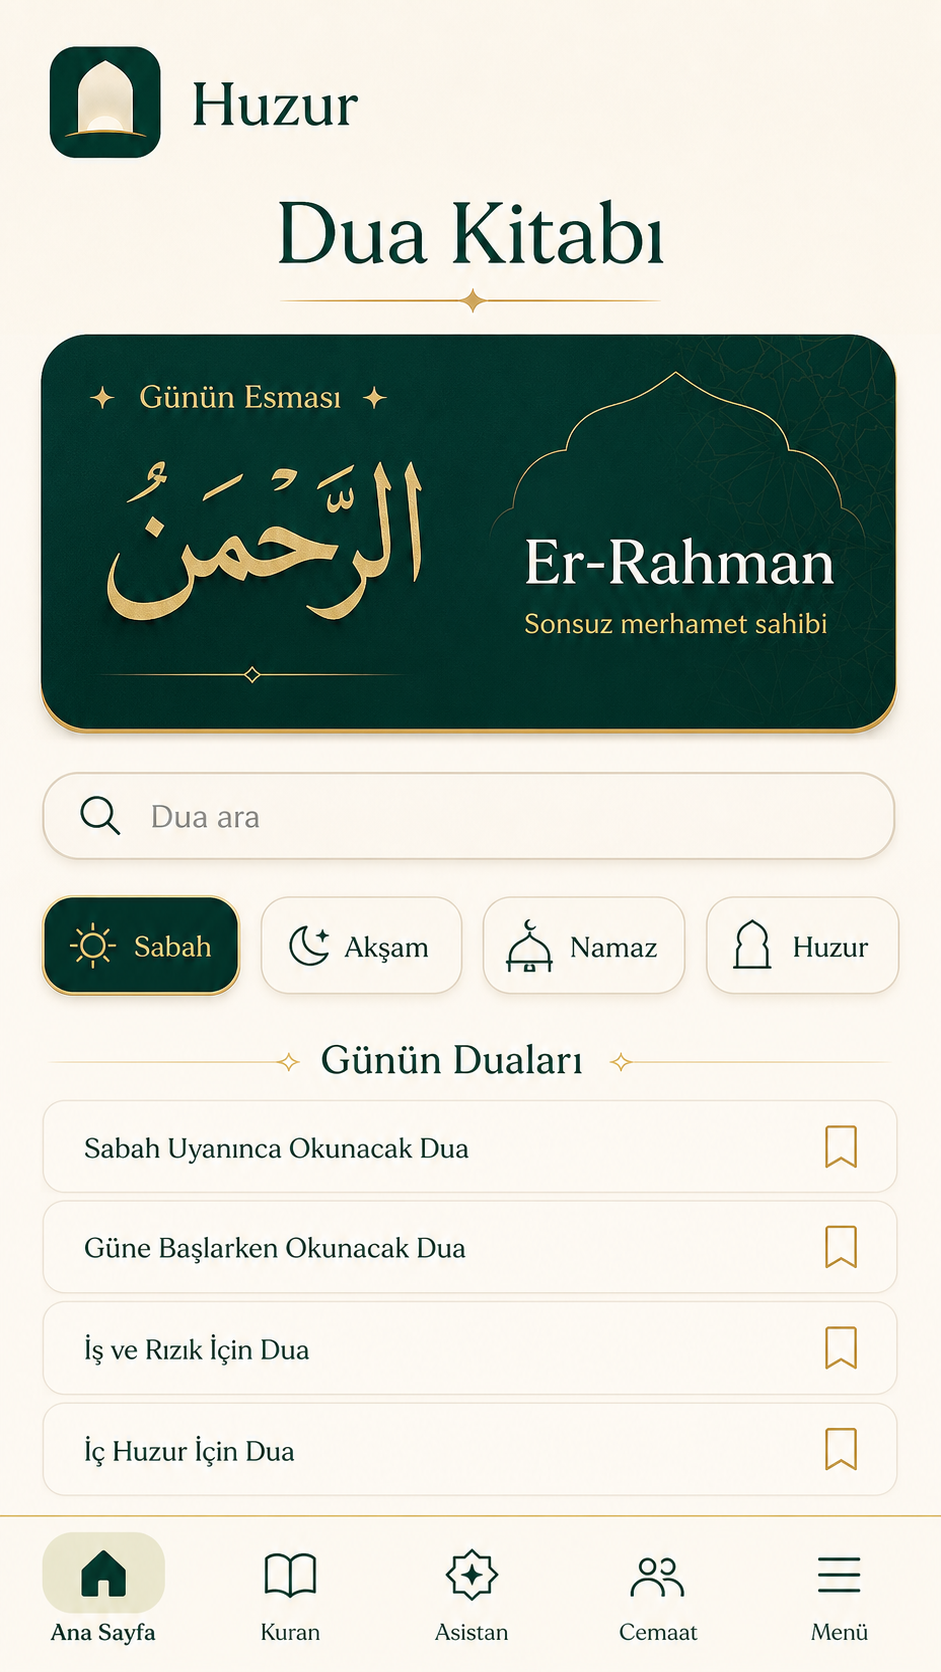 Huzur
Dua Kitabı
Günün Esması
الرَّحْمَنُ
Er-Rahman
Sonsuz merhamet sahibi
Dua ara
Sabah
Akşam
Namaz
Huzur
Günün Duaları
Sabah Uyanınca Okunacak Dua
Güne Başlarken Okunacak Dua
İş ve Rızık İçin Dua
İç Huzur İçin Dua
Ana Sayfa
Kuran
Asistan
Cemaat
Menü